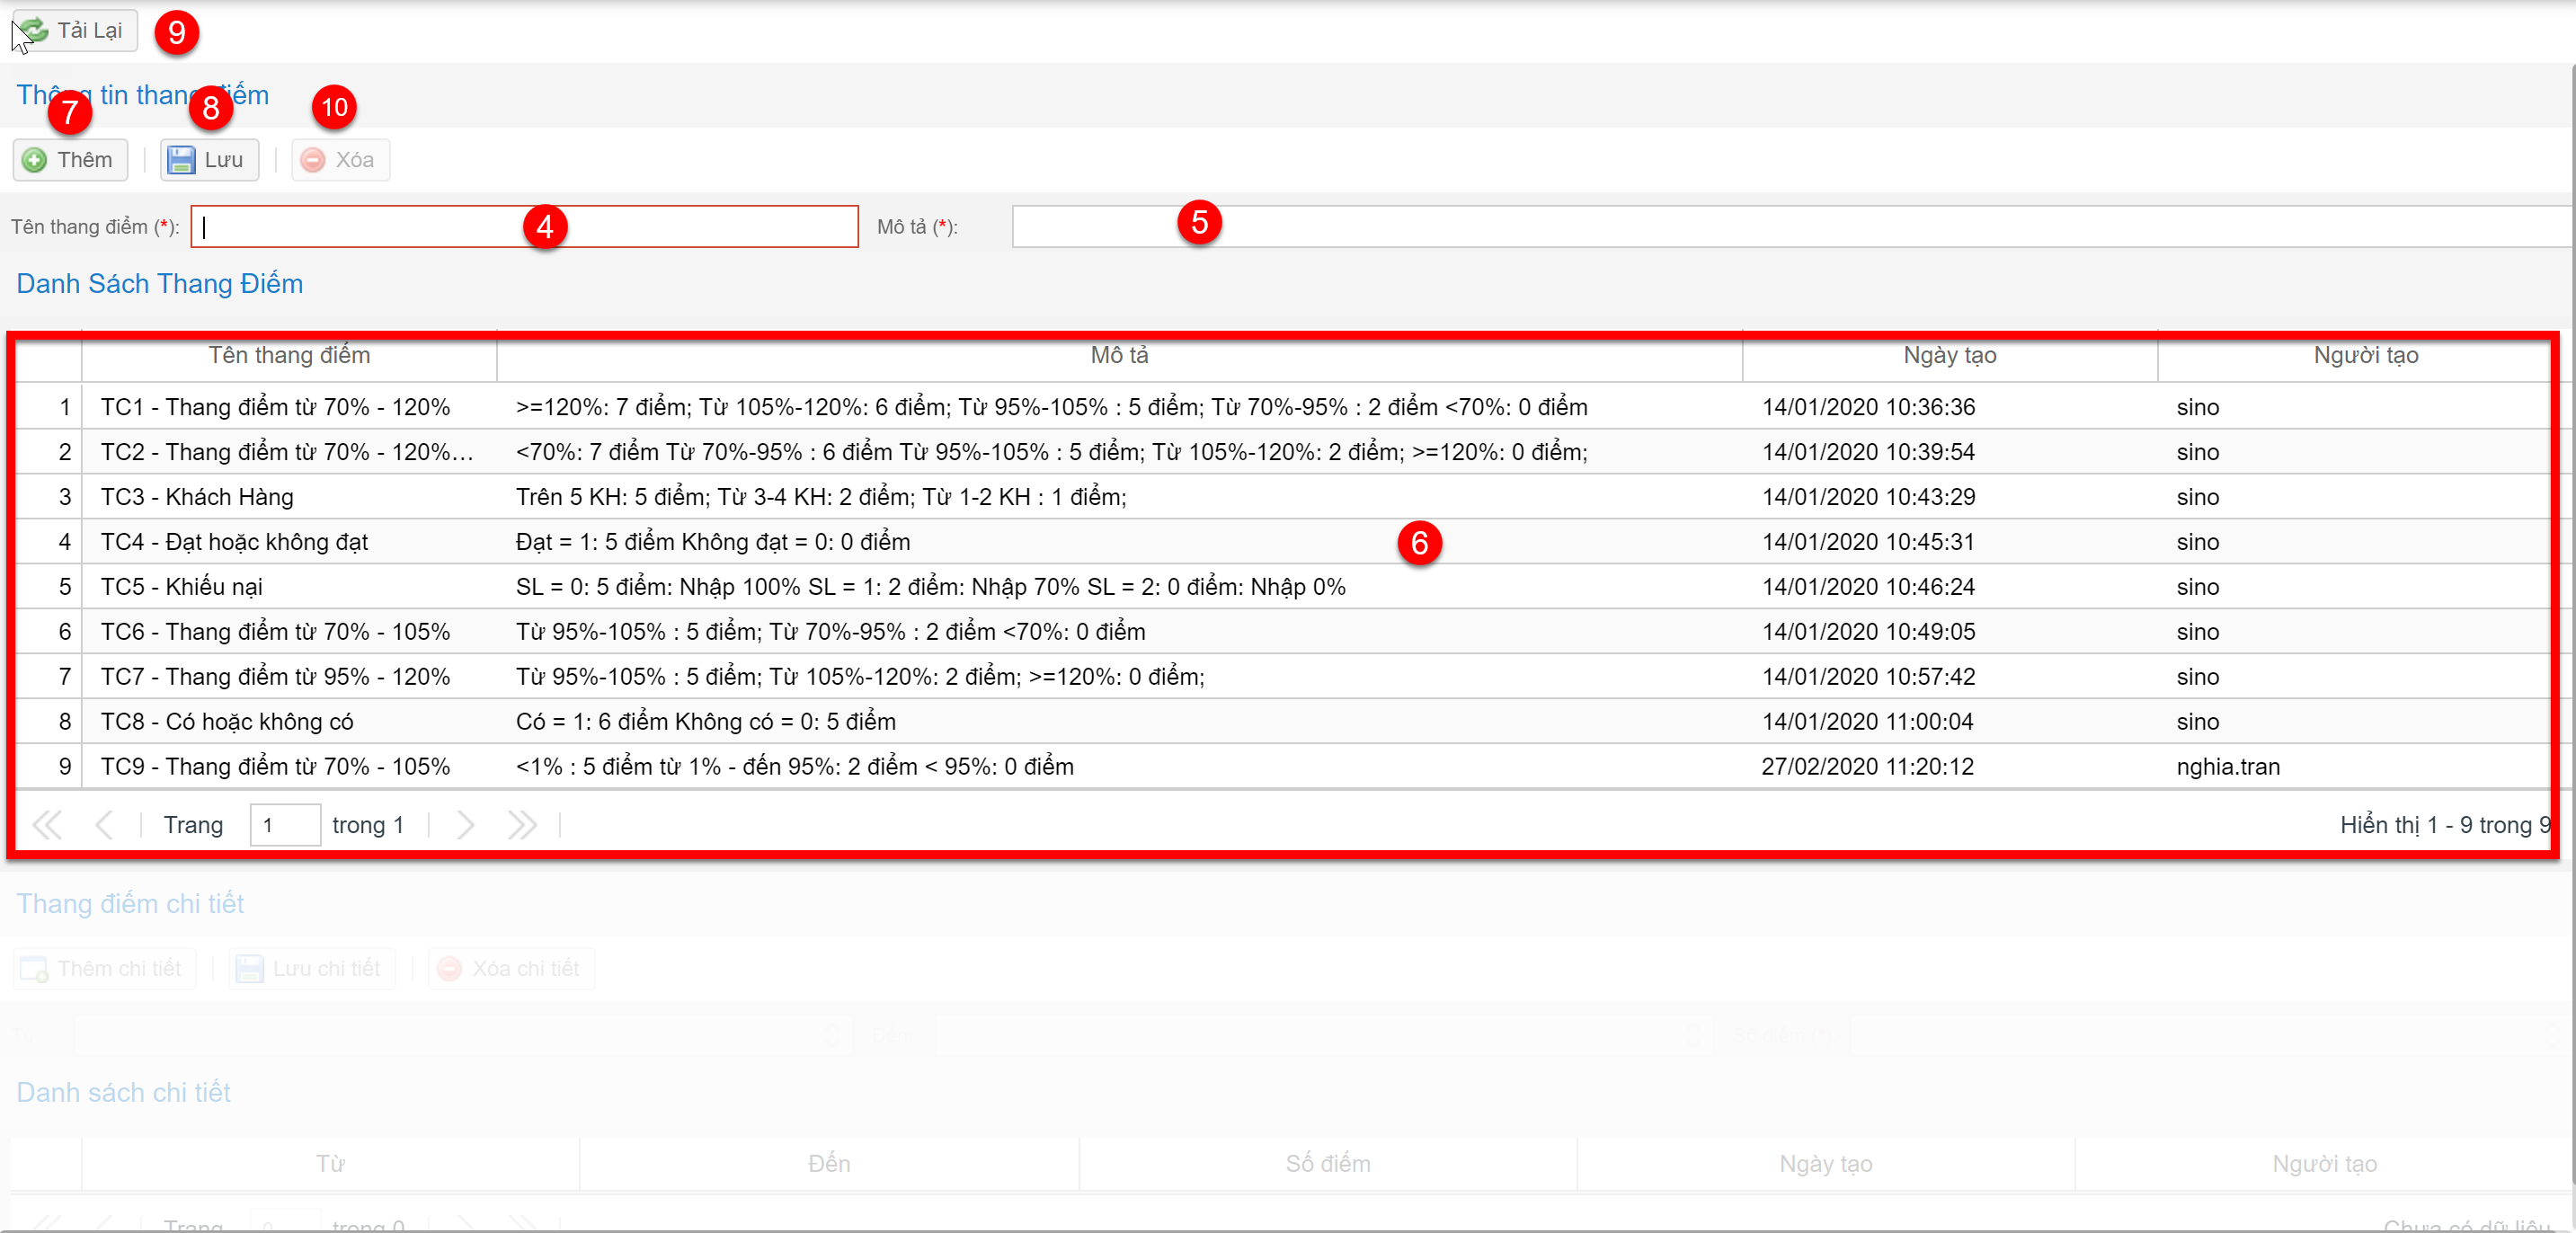 Tải Lại 9
Thông tin thang điểm
7 8 10
Thêm Lưu Xóa
Tên thang điểm (*): 4 Mô tả (*): 5
Danh Sách Thang Điểm
Tên thang điểm Mô tả Ngày tạo Người tạo
1 TC1 - Thang điểm từ 70% - 120% >=120%: 7 điểm; Từ 105%-120%: 6 điểm; Từ 95%-105% : 5 điểm; Từ 70%-95% : 2 điểm <70%: 0 điểm 14/01/2020 10:36:36 sino
2 TC2 - Thang điểm từ 70% - 120%... <70%: 7 điểm Từ 70%-95% : 6 điểm Từ 95%-105% : 5 điểm; Từ 105%-120%: 2 điểm; >=120%: 0 điểm; 14/01/2020 10:39:54 sino
3 TC3 - Khách Hàng Trên 5 KH: 5 điểm; Từ 3-4 KH: 2 điểm; Từ 1-2 KH : 1 điểm; 14/01/2020 10:43:29 sino
4 TC4 - Đạt hoặc không đạt Đạt = 1: 5 điểm Không đạt = 0: 0 điểm 14/01/2020 10:45:31 sino
6
5 TC5 - Khiếu nại SL = 0: 5 điểm: Nhập 100% SL = 1: 2 điểm: Nhập 70% SL = 2: 0 điểm: Nhập 0% 14/01/2020 10:46:24 sino
6 TC6 - Thang điểm từ 70% - 105% Từ 95%-105% : 5 điểm; Từ 70%-95% : 2 điểm <70%: 0 điểm 14/01/2020 10:49:05 sino
7 TC7 - Thang điểm từ 95% - 120% Từ 95%-105% : 5 điểm; Từ 105%-120%: 2 điểm; >=120%: 0 điểm; 14/01/2020 10:57:42 sino
8 TC8 - Có hoặc không có Có = 1: 6 điểm Không có = 0: 5 điểm 14/01/2020 11:00:04 sino
9 TC9 - Thang điểm từ 70% - 105% <1% : 5 điểm từ 1% - đến 95%: 2 điểm < 95%: 0 điểm 27/02/2020 11:20:12 nghia.tran
Trang 1 trong 1 Hiển thị 1 - 9 trong 9
Thang điểm chi tiết
Thêm chi tiết Lưu chi tiết Xóa chi tiết
Danh sách chi tiết
Từ Đến Số điểm Ngày tạo Người tạo
Trang 0 trong 0 Chưa có dữ liệu